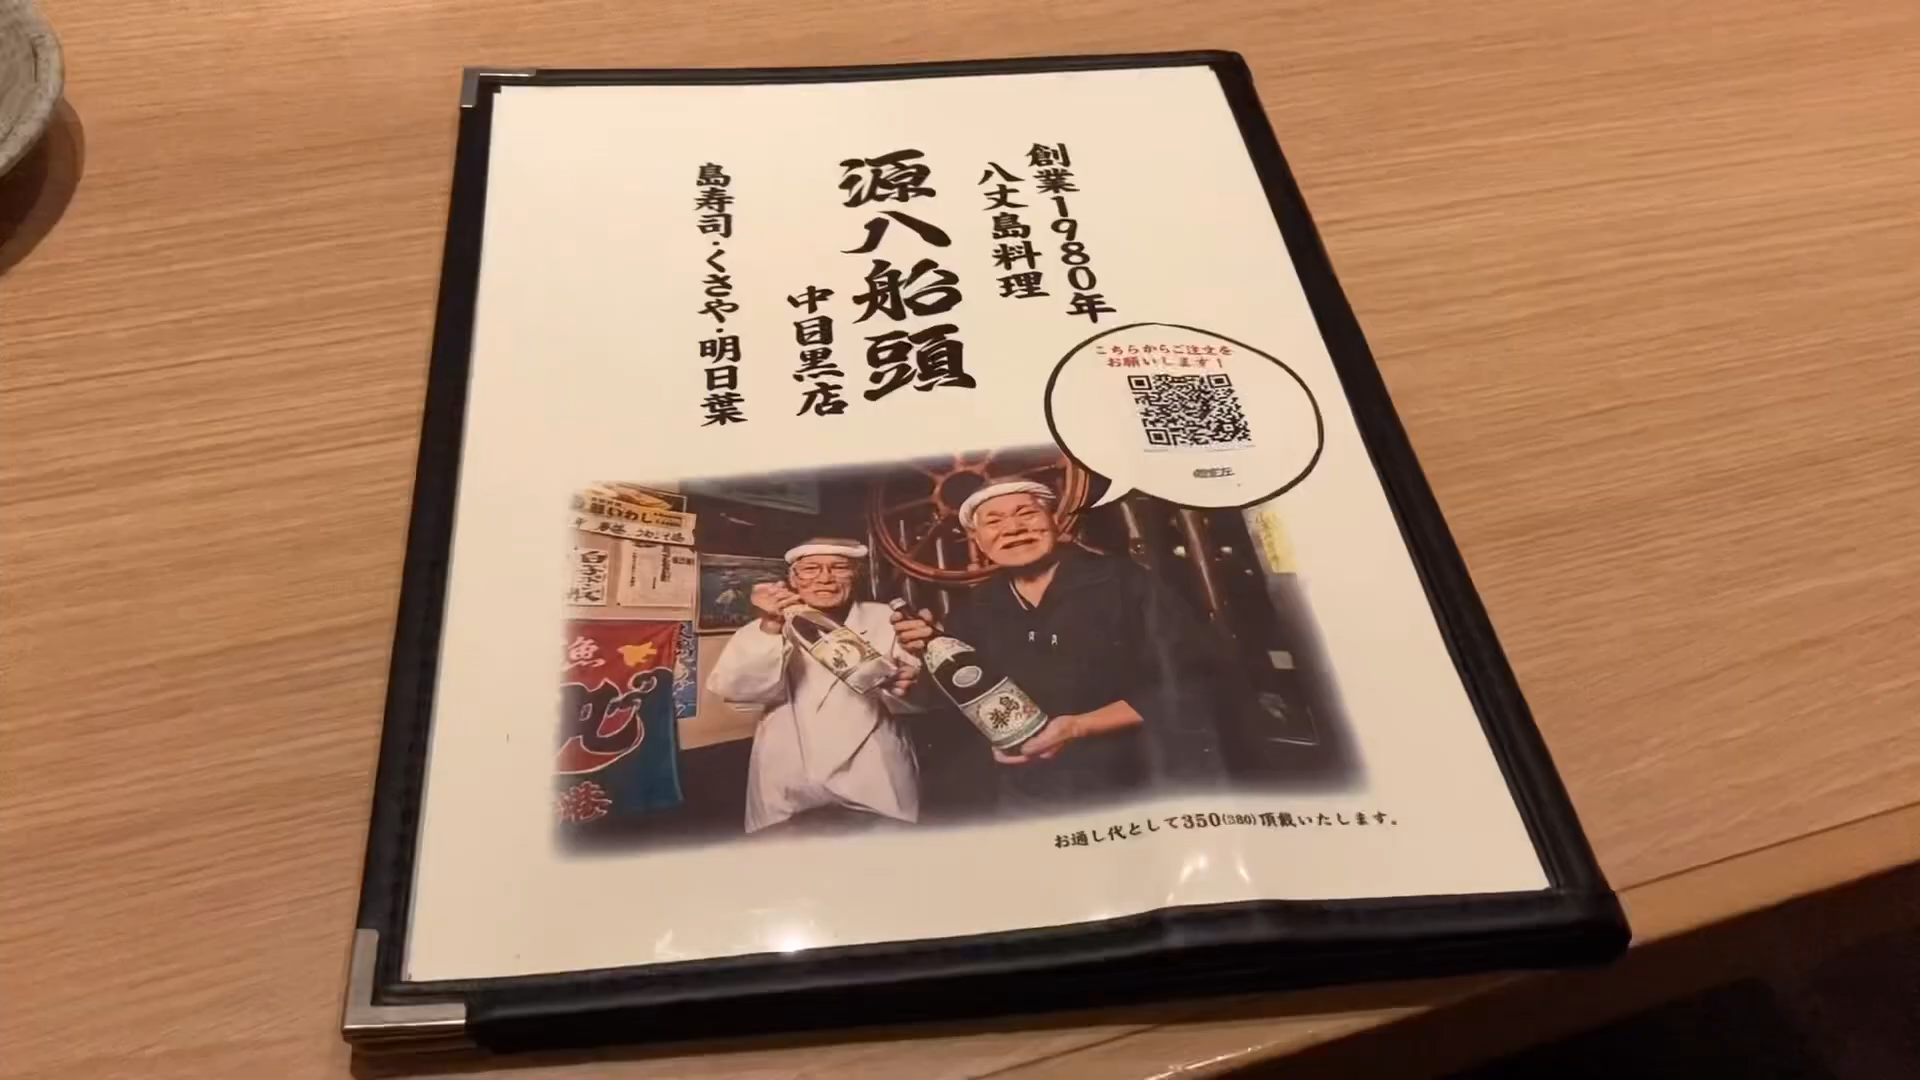 創業1980年
八丈島料理
源八船頭
中目黒店
島寿司・くさや・明日葉
こちらからご注文を
お願いします!
漁
島
お通し代として350(380)頂戴いたします。